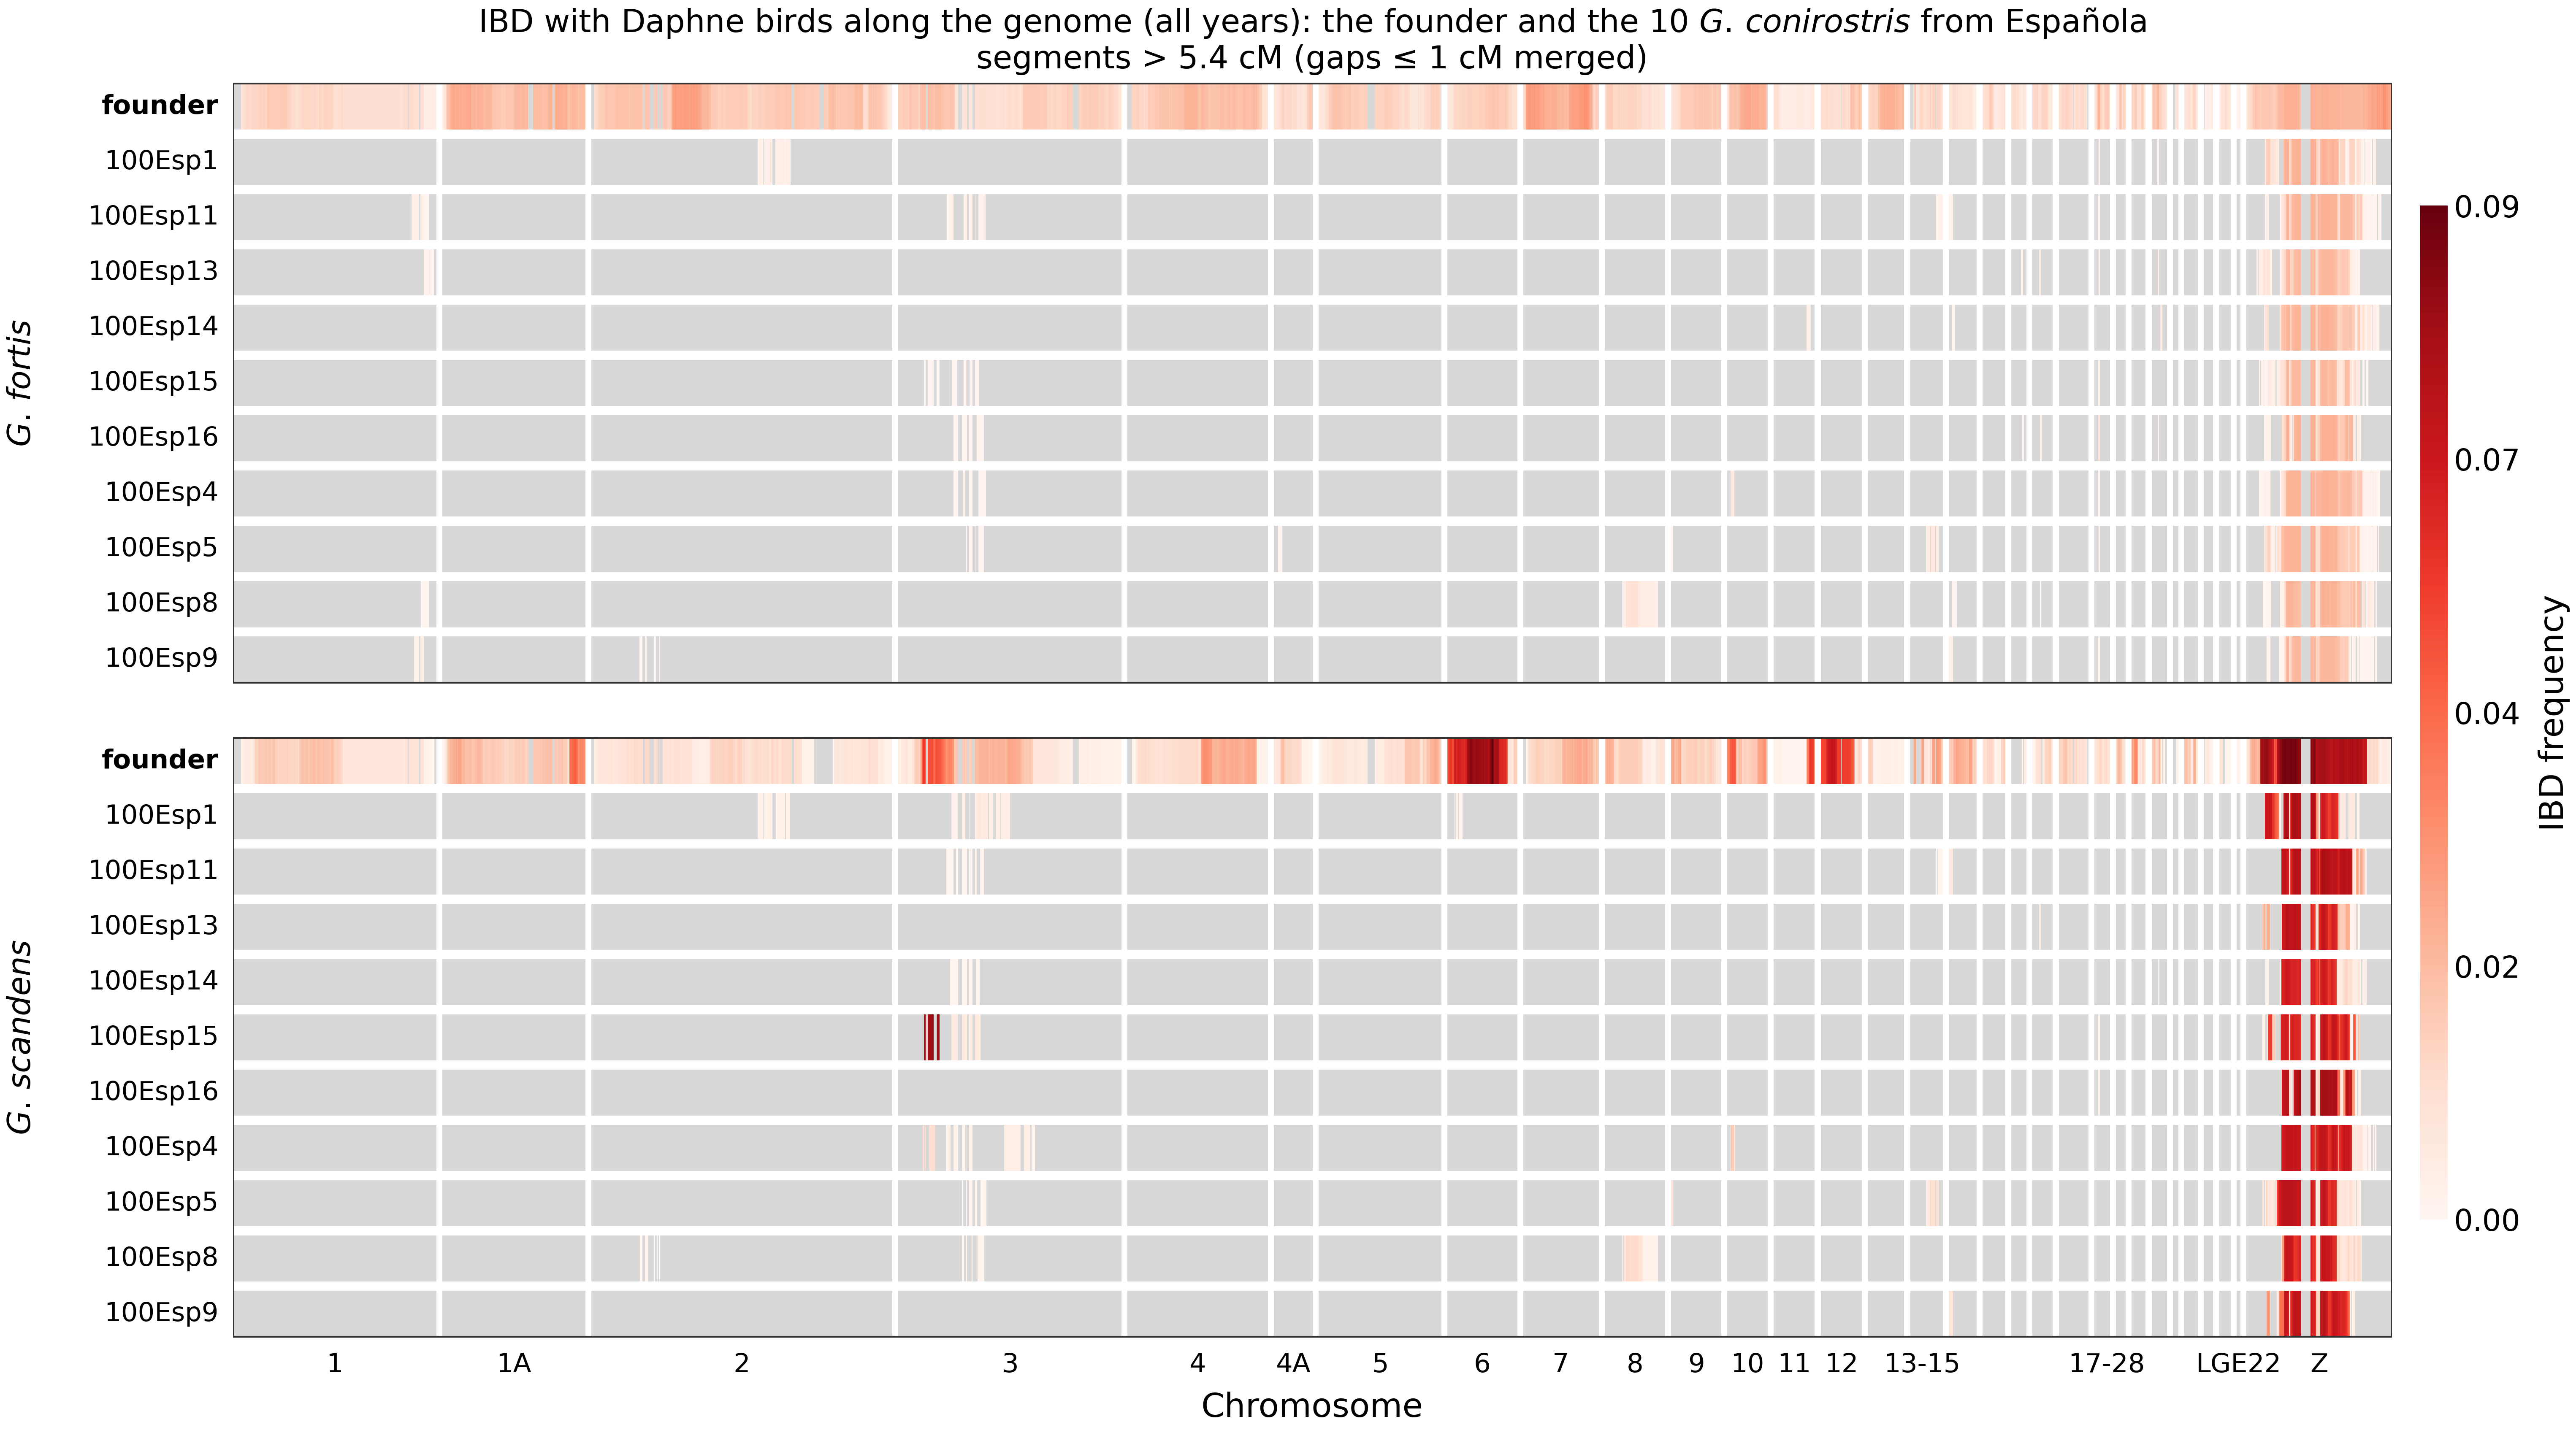 IBD with Daphne birds along the genome (all years): the founder and the 10 G. conirostris from Española
segments > 5.4 cM (gaps ≤ 1 cM merged)
G. fortis
founder
100Esp1
100Esp11
100Esp13
100Esp14
100Esp15
100Esp16
100Esp4
100Esp5
100Esp8
100Esp9
G. scandens
founder
100Esp1
100Esp11
100Esp13
100Esp14
100Esp15
100Esp16
100Esp4
100Esp5
100Esp8
100Esp9
1 1A 2 3 4 4A 5 6 7 8 9 10 11 12 13-15 17-28 LGE22 Z
Chromosome
0.09
0.07
0.04
0.02
0.00
IBD frequency